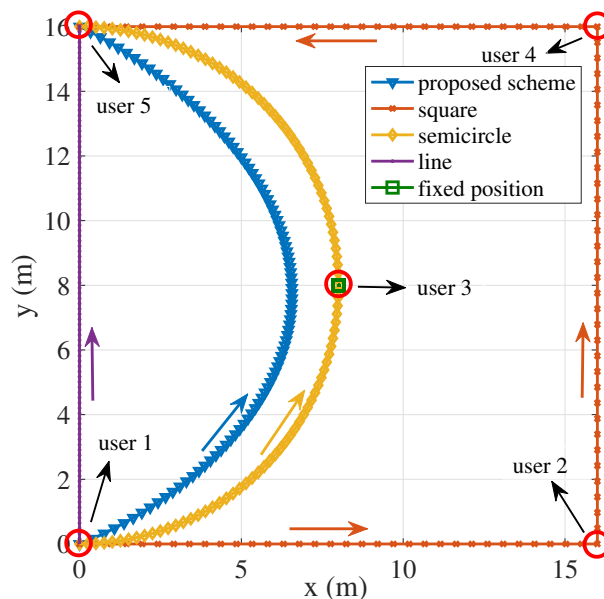 16
14
12
10
8
6
4
2
0
y (m)
0
5
10
15
x (m)
user 5
user 4
proposed scheme
square
semicircle
line
fixed position
user 3
user 1
user 2